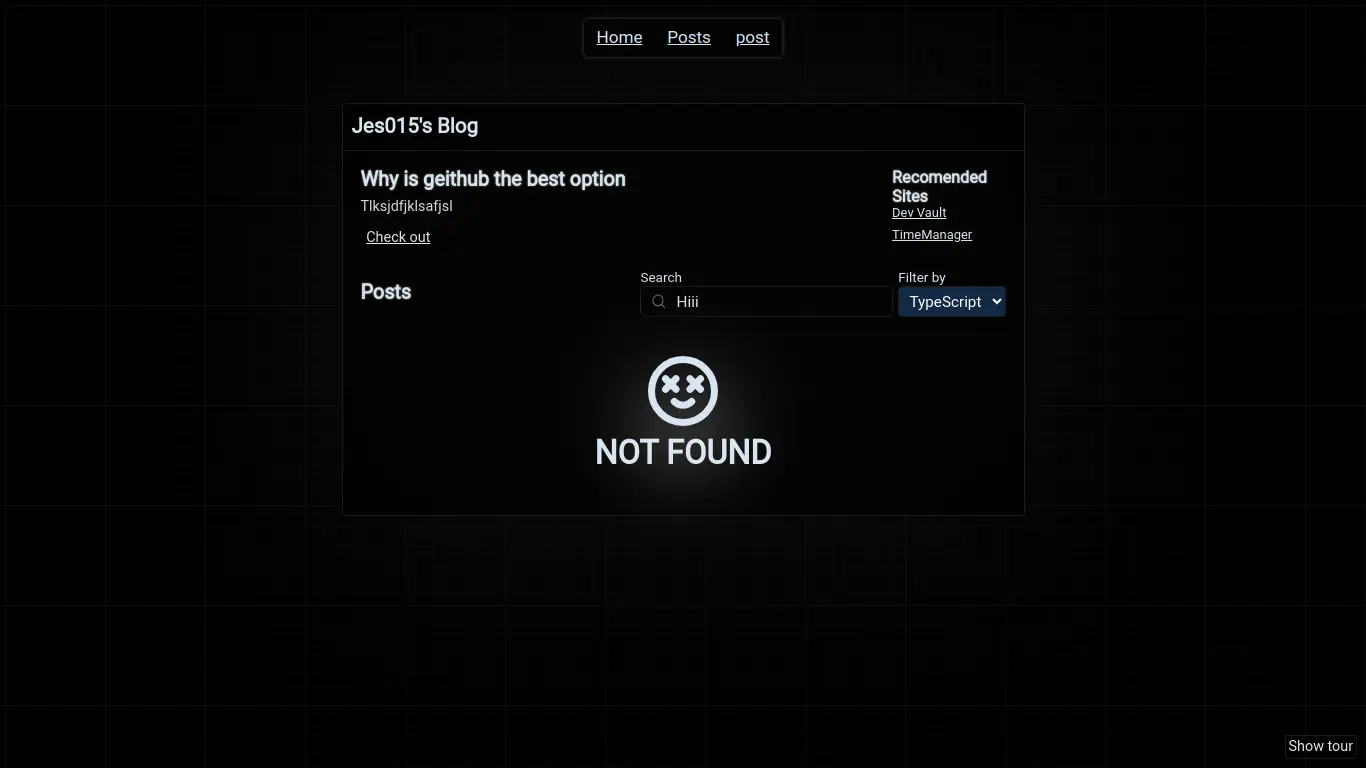 Home Posts post
Jes015's Blog
Why is geithub the best option
Tlksjdfjklsafjsl
Check out
Recomended
Sites
Dev Vault
TimeManager
Posts
Search
Hiii
Filter by
TypeScript
NOT FOUND
Show tour